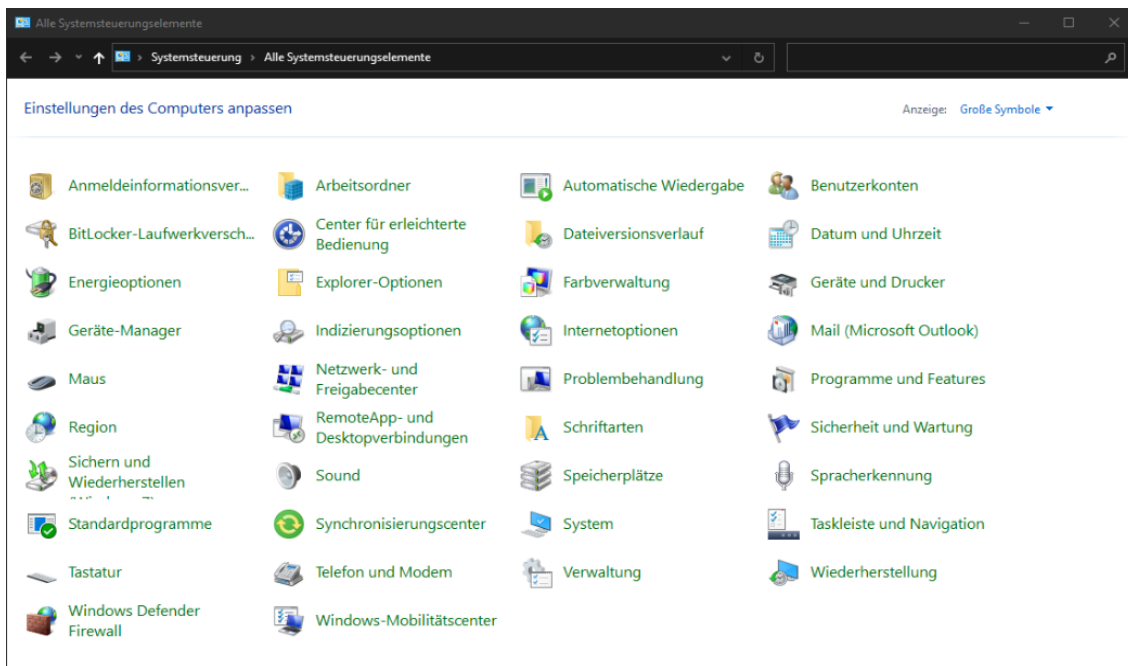 Alle Systemsteuerungselemente
Systemsteuerung > Alle Systemsteuerungselemente
Einstellungen des Computers anpassen
Anzeige: Große Symbole
Anmeldeinformationsver...
Arbeitsordner
Automatische Wiedergabe
Benutzerkonten
BitLocker-Laufwerkversch...
Center für erleichterte
Bedienung
Dateiversionsverlauf
Datum und Uhrzeit
Energieoptionen
Explorer-Optionen
Farbverwaltung
Geräte und Drucker
Geräte-Manager
Indizierungsoptionen
Internetoptionen
Mail (Microsoft Outlook)
Maus
Netzwerk- und
Freigabecenter
Problembehandlung
Programme und Features
Region
RemoteApp- und
Desktopverbindungen
Schriftarten
Sicherheit und Wartung
Sichern und
Wiederherstellen
Sound
Speicherplätze
Spracherkennung
Standardprogramme
Synchronisierungscenter
System
Taskleiste und Navigation
Tastatur
Telefon und Modem
Verwaltung
Wiederherstellung
Windows Defender
Firewall
Windows-Mobilitätscenter